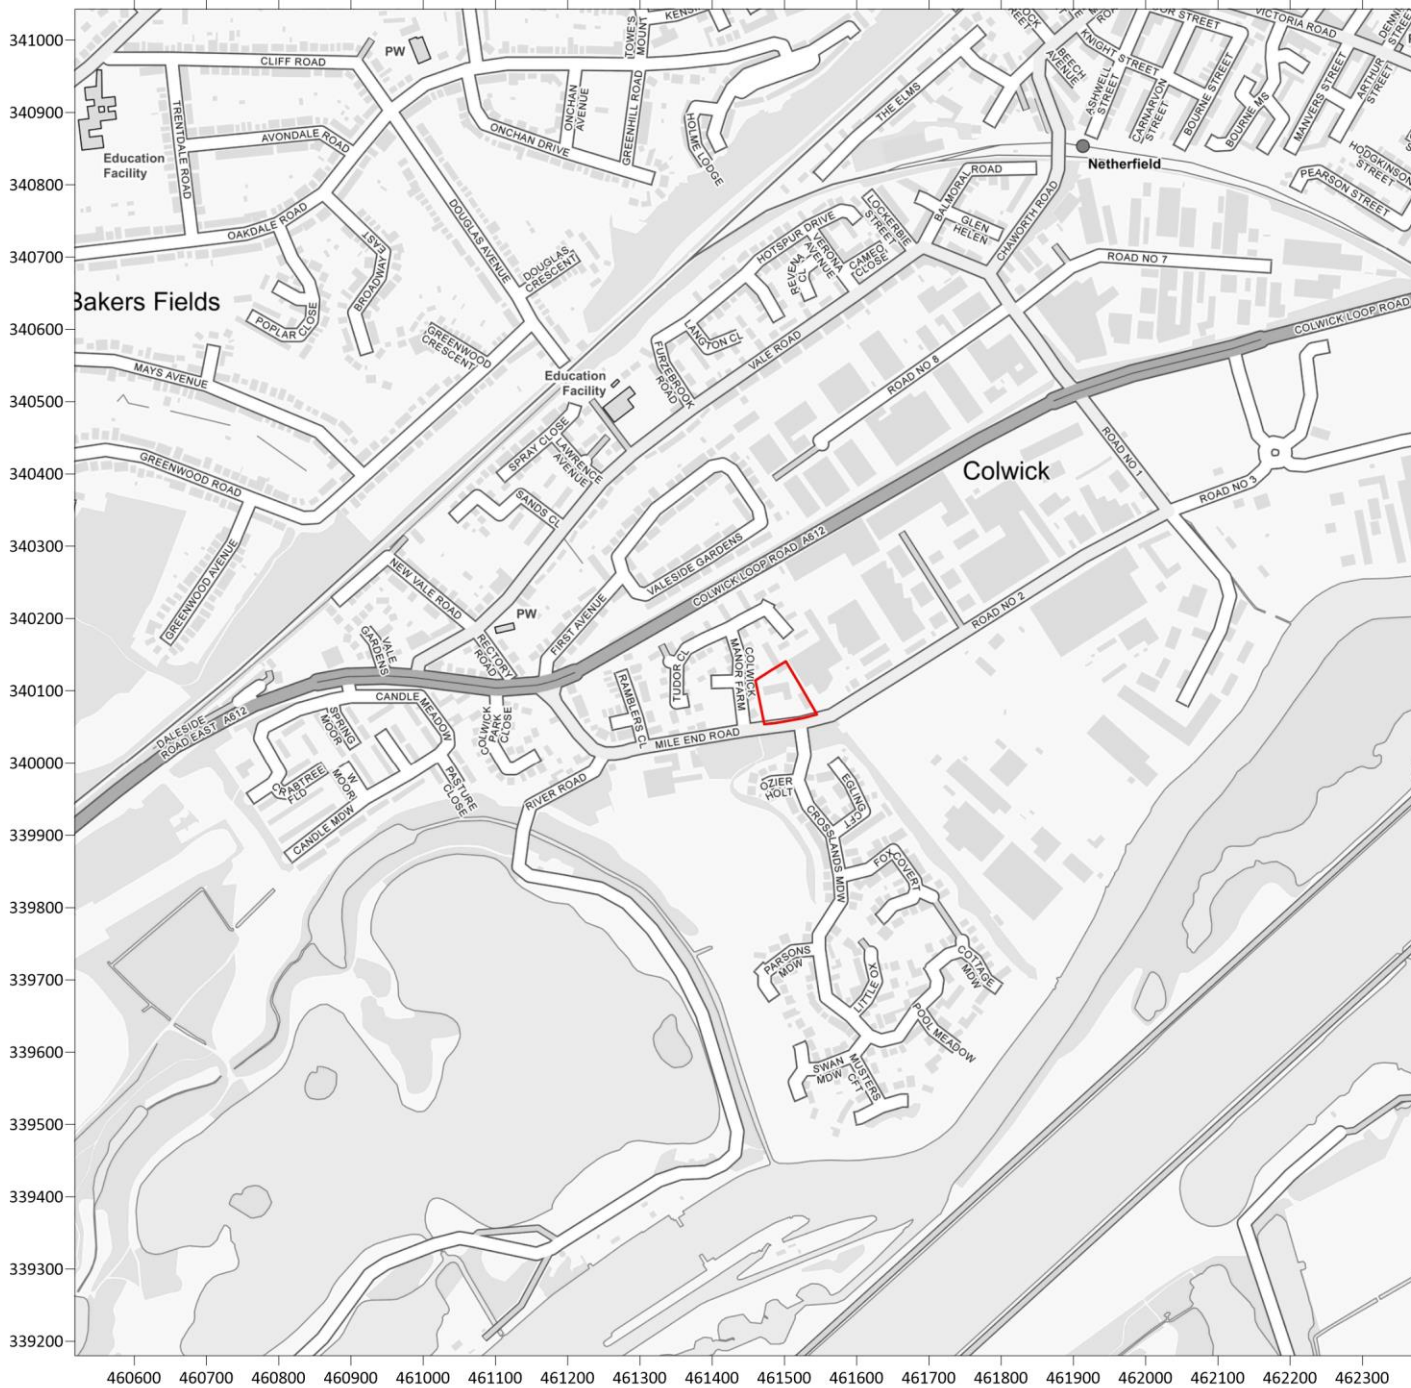 341000
340900
340800
340700
340600
340500
340400
340300
340200
340100
340000
339900
339800
339700
339600
339500
339400
339300
339200
TOWES
MOUNT
VICTORIA ROAD
CLIFF ROAD
PW
KNIGHT STREET
BEECH
AVENUE
ASHWELL
STREET
CARNARVON
STREET
BOURNE STREET
BOURNE MS
MANVERS STREET
ARTHUR
STREET
THE ELMS
TRENTDALE ROAD
AVONDALE ROAD
ONCHAN
AVENUE
GREENHILL ROAD
ONCHAN DRIVE
HOLME LODGE
Education
Facility
Netherfield
HODGKINSON
STREET
PEARSON STREET
BALMORAL
ROAD
CHAWORTH ROAD
GLEN
HELEN
LOCKERBIE
STREET
HOTSPUR DRIVE
VERONA
AVENUE
REVENA
CL
CAMEO
CLOSE
OAKDALE ROAD
DOUGLAS AVENUE
DOUGLAS
CRESCENT
EAST
BROADWAY
POPLAR CLOSE
Bakers Fields
ROAD NO 7
COLWICK LOOP ROAD
GREENWOOD
CRESCENT
LANGTON CL
FURZEBROOK
ROAD
VALE ROAD
ROAD NO 8
MAYS AVENUE
Education
Facility
SPRAY CLOSE
LAWRENCE
AVENUE
SANDS CL
ROAD NO 1
Colwick
ROAD NO 3
GREENWOOD ROAD
GREENWOOD AVENUE
NEW VALE ROAD
VALESIDE GARDENS
COLWICK LOOP ROAD A612
ROAD NO 2
PW
FIRST AVENUE
RECTORY
ROAD
VALE
GARDENS
TUDOR CL
COLWICK
MANOR FARM
RAMBLERS CL
MILE END ROAD
DALESIDE
ROAD EAST A612
CANDLE
MEADOW
SPRING
MOOR
COLWICK
PARK
CLOSE
W
MOOR
CRABTREE
FLD
CANDLE MDW
PASTURE
CLOSE
RIVER ROAD
OZIER
HOLT
EGLING
CFT
CROSSLANDS MDW
FOX
COVERT
PARSONS
MDW
LITTLE OX
COTTAGE
MDW
POOL MEADOW
SWAN
MDW
MUSTERS
CFT
460600 460700 460800 460900 461000 461100 461200 461300 461400 461500 461600 461700 461800 461900 462000 462100 462200 462300